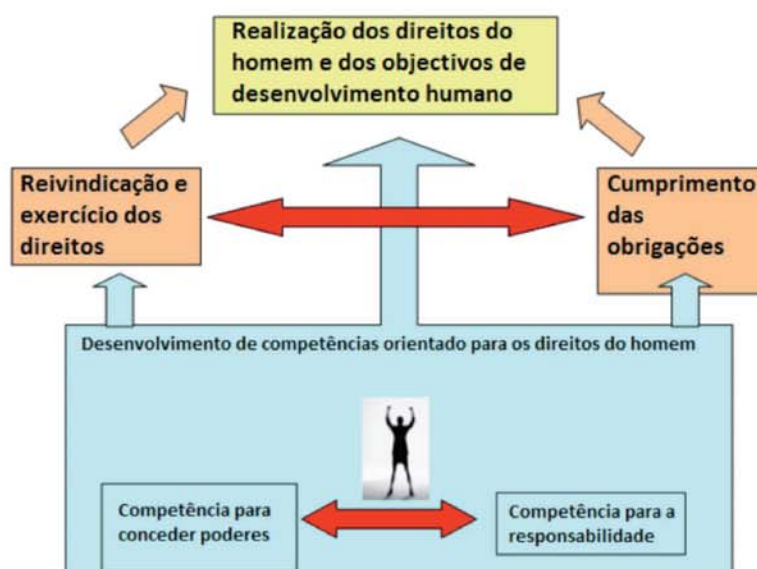 Realização dos direitos do
homem e dos objectivos de
desenvolvimento humano
Reivindicação e
exercício dos
direitos
Cumprimento
das
obrigações
Desenvolvimento de competências orientado para os direitos do homem
Competência para
conceder poderes
Competência para a
responsabilidade